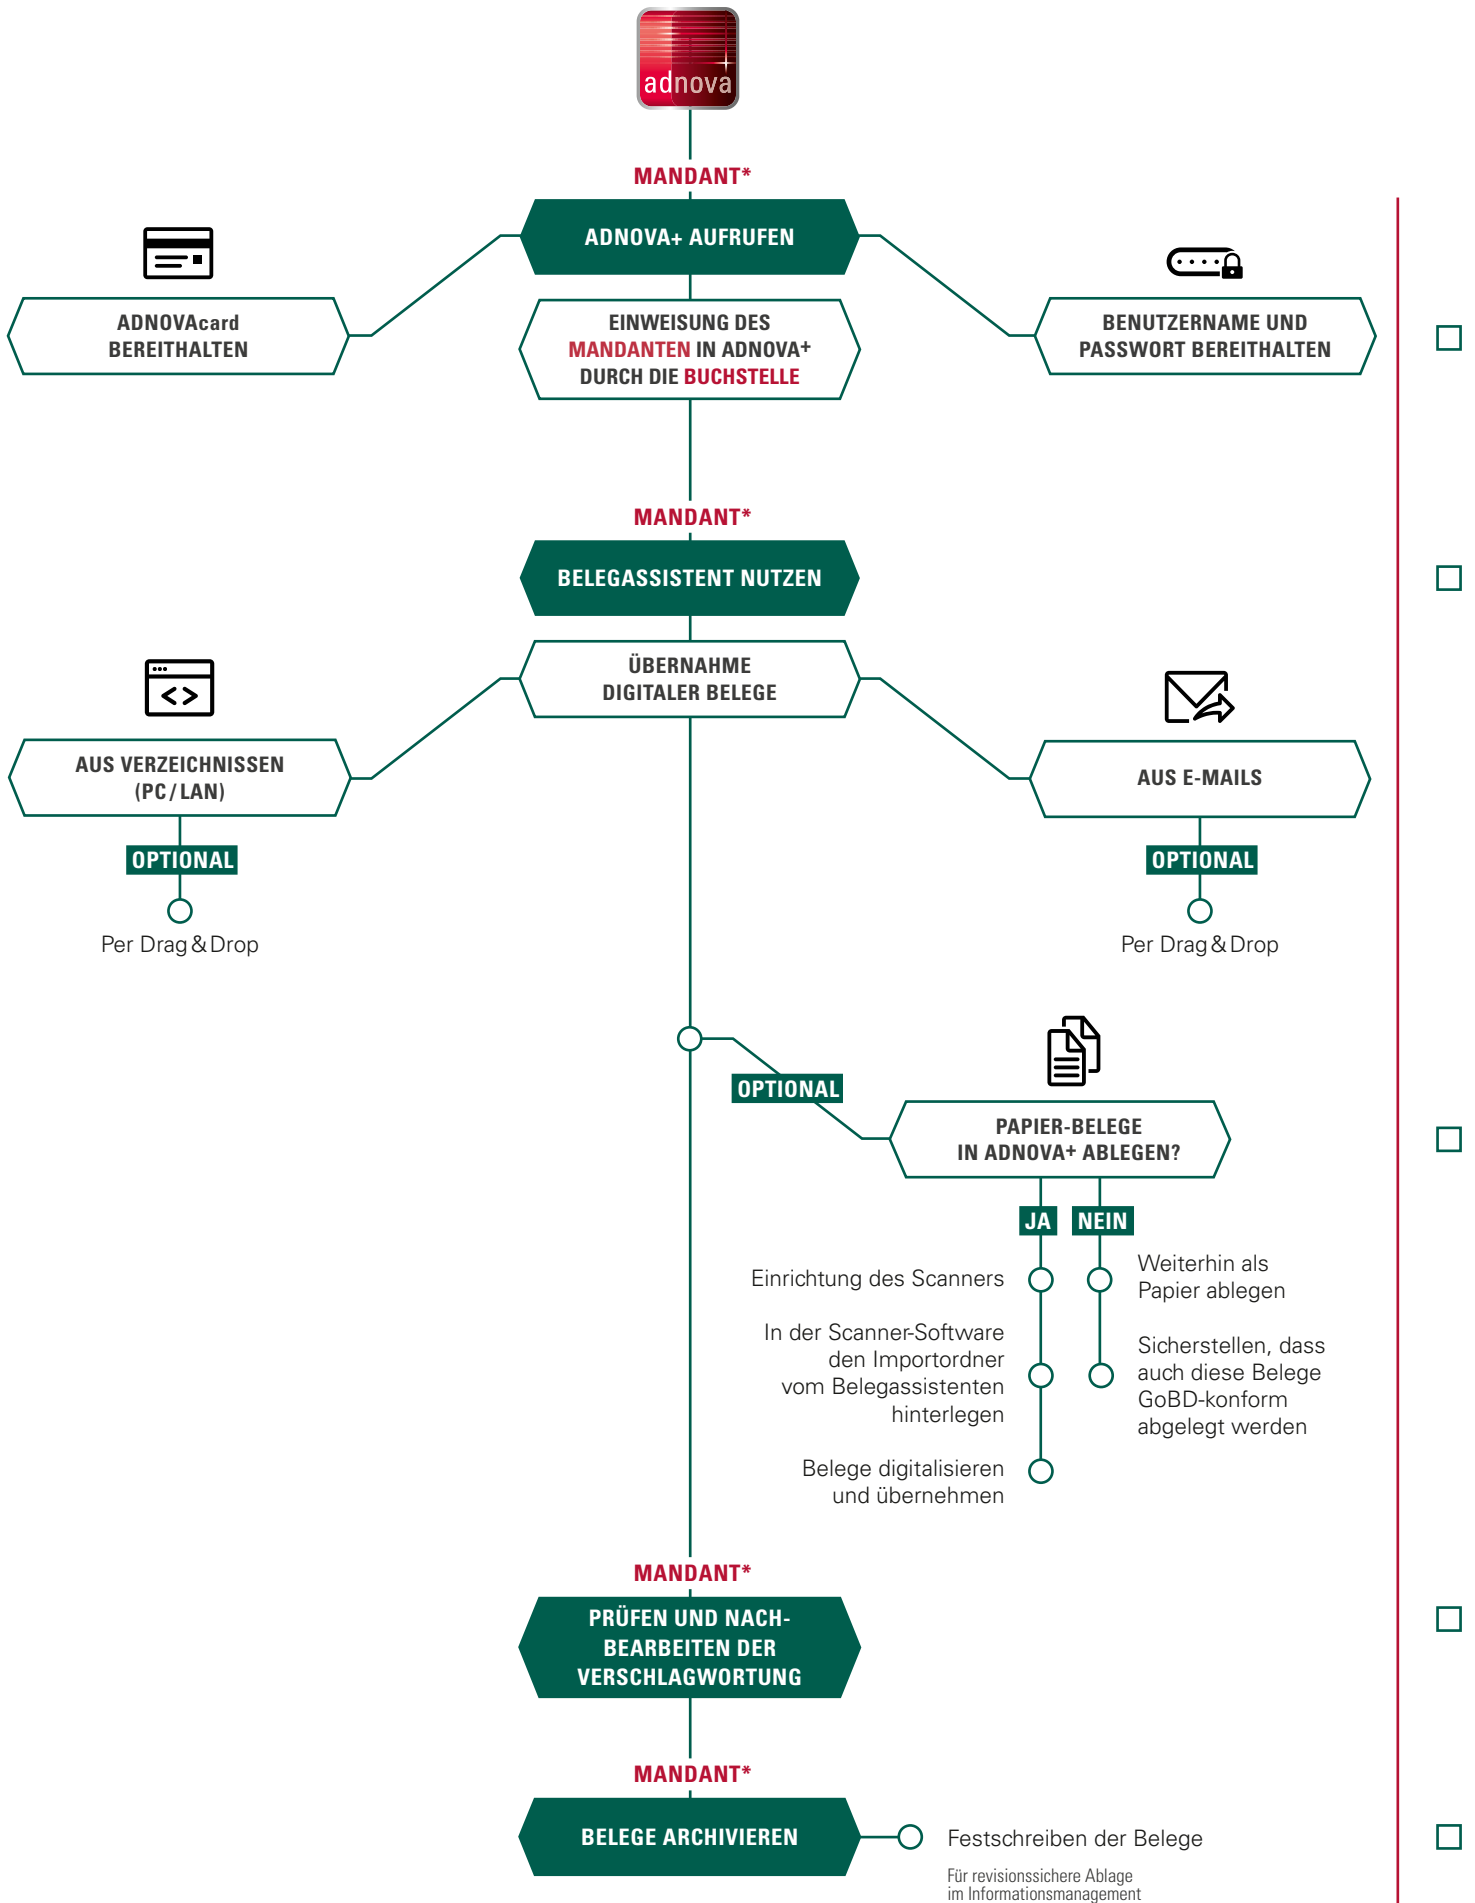 adnova
MANDANT*
ADNOVA+ AUFRUFEN
ADNOVAcard
BEREITHALTEN
EINWEISUNG DES
MANDANTEN IN ADNOVA+
DURCH DIE BUCHSTELLE
BENUTZERNAME UND
PASSWORT BEREITHALTEN
MANDANT*
BELEGASSISTENT NUTZEN
ÜBERNAHME
DIGITALER BELEGE
AUS VERZEICHNISSEN
(PC/LAN)
OPTIONAL
Per Drag & Drop
AUS E-MAILS
OPTIONAL
Per Drag & Drop
OPTIONAL
PAPIER-BELEGE
IN ADNOVA+ ABLEGEN?
JA
Einrichtung des Scanners
In der Scanner-Software
den Importordner
vom Belegassistenten
hinterlegen
Belege digitalisieren
und übernehmen
NEIN
Weiterhin als
Papier ablegen
Sicherstellen, dass
auch diese Belege
GoBD-konform
abgelegt werden
MANDANT*
PRÜFEN UND NACH-
BEARBEITEN DER
VERSCHLAGWORTUNG
MANDANT*
BELEGE ARCHIVIEREN
Festschreiben der Belege
Für revisionssichere Ablage
im Informationsmanagement